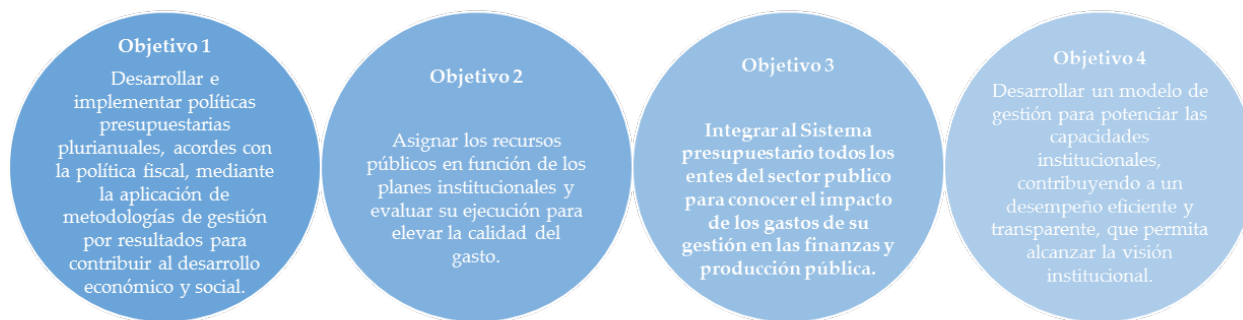 Objetivo 1
Desarrollar e
implementar políticas
presupuestarias
plurianuales, acordes con
la política fiscal, mediante
la aplicación de
metodologías de gestión
por resultados para
contribuir al desarrollo
económico y social.
Objetivo 2
Asignar los recursos
públicos en función de los
planes institucionales y
evaluar su ejecución para
elevar la calidad del
gasto.
Objetivo 3
Integrar al Sistema
presupuestario todos los
entes del sector publico
para conocer el impacto
de los gastos de su
gestión en las finanzas y
producción pública.
Objetivo 4
Desarrollar un modelo de
gestión para potenciar las
capacidades
institucionales,
contribuyendo a un
desempeño eficiente y
transparente, que permita
alcanzar la visión
institucional.